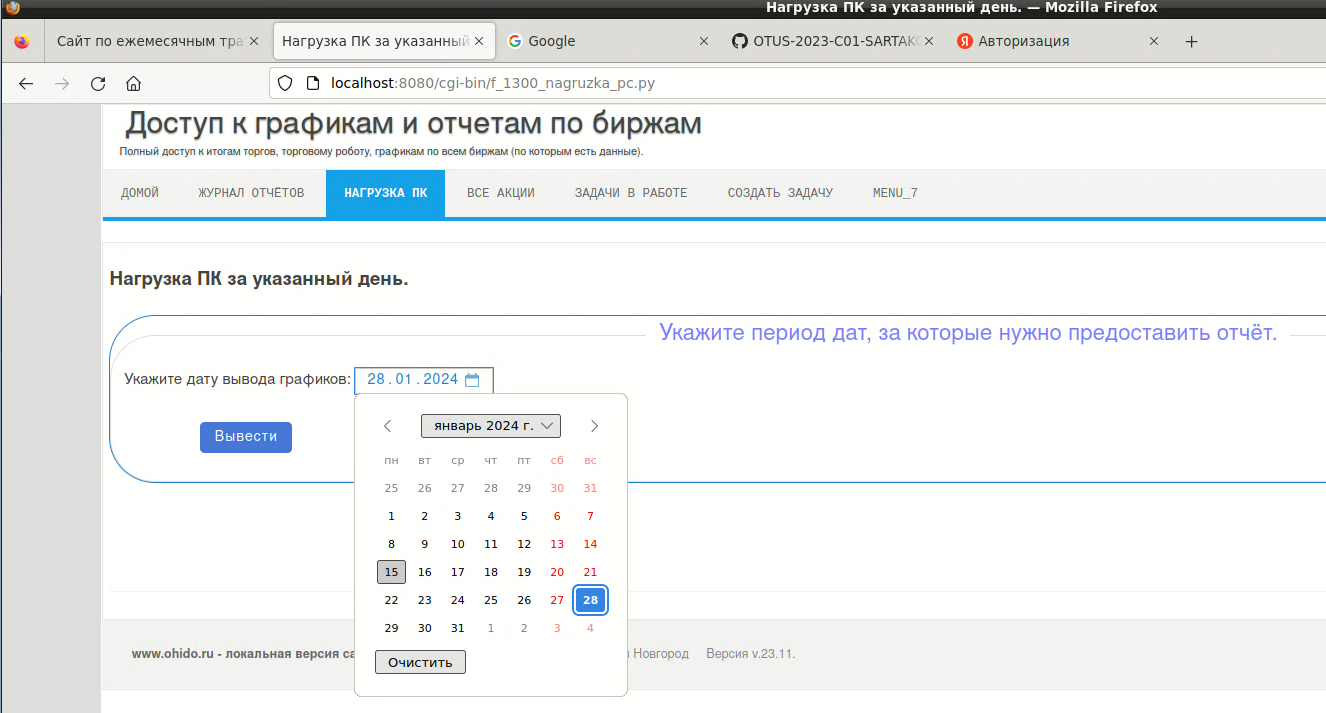 Нагрузка ПК за указанный день. — Mozilla Firefox
Сайт по ежемесячным тра
Нагрузка ПК за указанный
Google
OTUS-2023-C01-SARTAKO
Авторизация
localhost:8080/cgi-bin/f_1300_nagruzka_pc.py
Доступ к графикам и отчетам по биржам
Полный доступ к итогам торгов, торговому роботу, графикам по всем биржам (по которым есть данные).
ДОМОЙ ЖУРНАЛ ОТЧЁТОВ НАГРУЗКА ПК ВСЕ АКЦИИ ЗАДАЧИ В РАБОТЕ СОЗДАТЬ ЗАДАЧУ MENU_7
Нагрузка ПК за указанный день.
Укажите период дат, за которые нужно предоставить отчёт.
Укажите дату вывода графиков: 28.01.2024
Вывести
январь 2024 г.
пн вт ср чт пт сб вс
25 26 27 28 29 30 31
1 2 3 4 5 6 7
8 9 10 11 12 13 14
15 16 17 18 19 20 21
22 23 24 25 26 27 28
29 30 31 1 2 3 4
Очистить
www.ohido.ru - локальная версия са
Новгород Версия v.23.11.